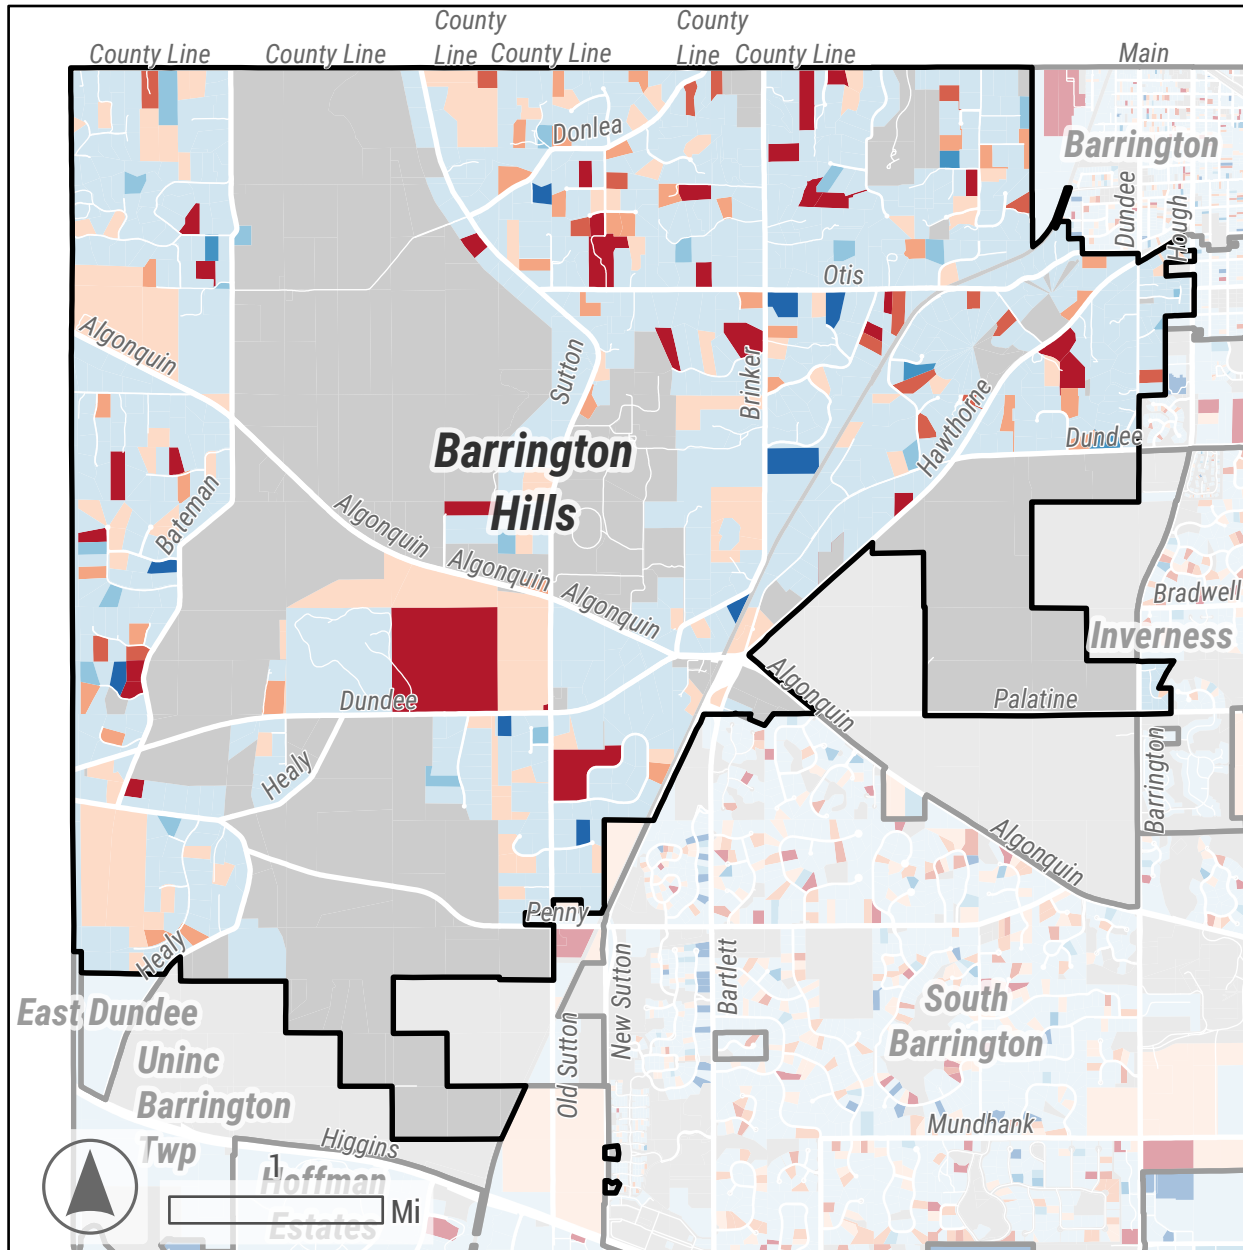 County
County
County Line
County Line
Line
County Line
Line
County Line
Main
Donlea
Barrington
Dundee
Hough
Otis
Algonquin
Sutton
Brinker
Hawthorne
Dundee
Barrington
Hills
Bateman
Algonquin
Algonquin
Algonquin
Bradwell
Inverness
Dundee
Algonquin
Palatine
Healy
Barrington
Algonquin
Penny
Healy
New Sutton
Bartlett
East Dundee
South
Barrington
Uninc
Barrington
Twp
Old Sutton
Higgins
Mundhank
1
Hoffman
Estates
Mi